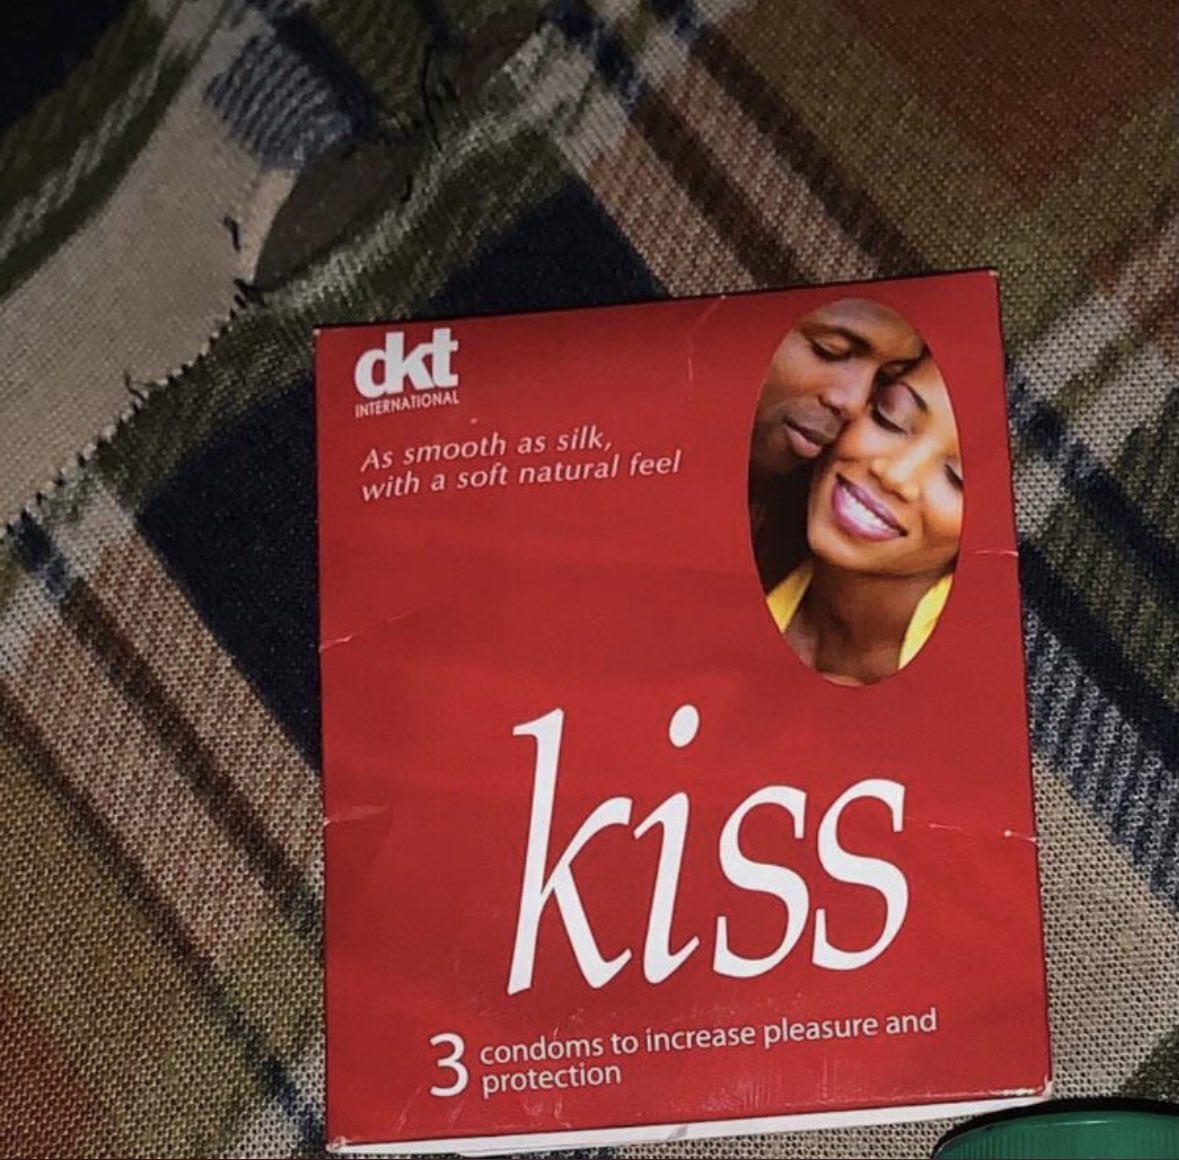 dkt
INTERNATIONAL
As smooth as silk,
with a soft natural feel
kiss
3 condoms to increase pleasure and
protection